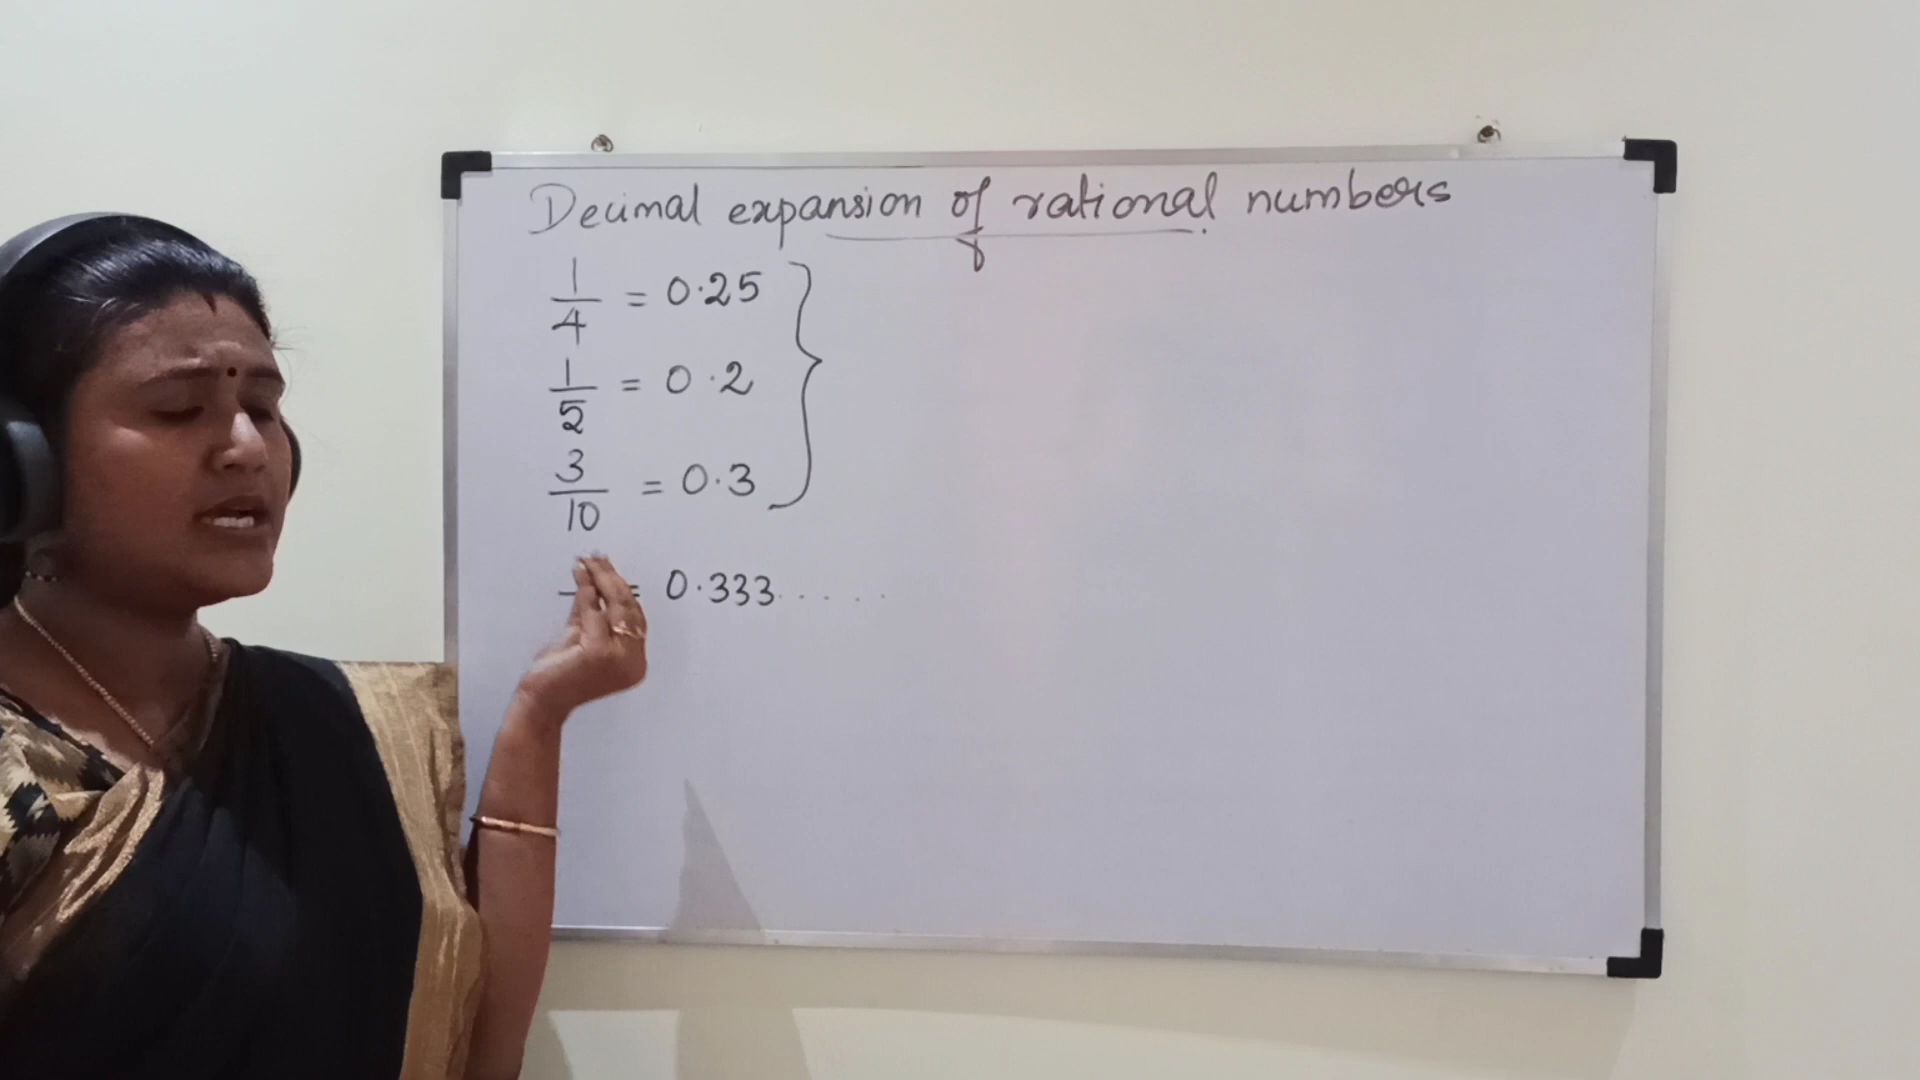 Decimal expansion of rational numbers
1/4 = 0.25
1/5 = 0.2
3/10 = 0.3
= 0.333.....